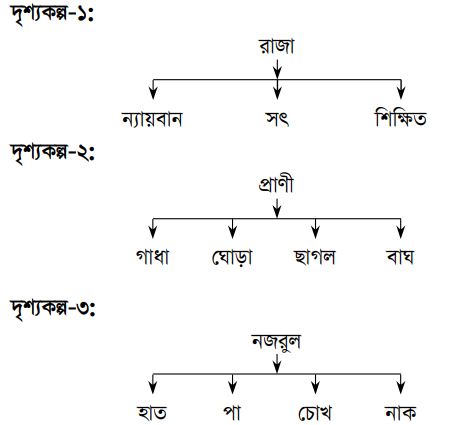 দৃশ্যকল্প-১:
রাজা
ন্যায়বান সৎ শিক্ষিত
দৃশ্যকল্প-২:
প্রাণী
গাধা ঘোড়া ছাগল বাঘ
দৃশ্যকল্প-৩:
নজরুল
হাত পা চোখ নাক